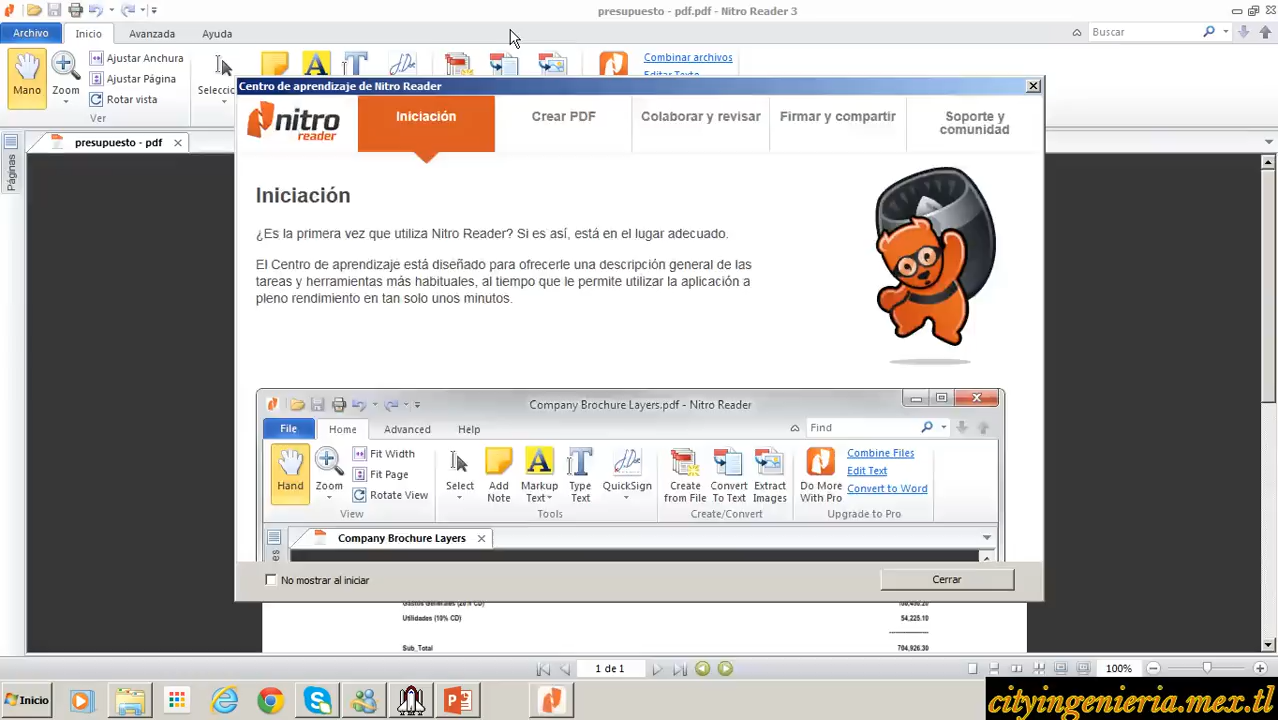 presupuesto - pdf.pdf - Nitro Reader 3
Archivo Inicio Avanzada Ayuda Buscar
Mano Zoom Ajustar Anchura
Ajustar Página
Rotar vista
Ver
Selecció
Combinar archivos
Editar Texto
presupuesto - pdf
Páginas
Centro de aprendizaje de Nitro Reader
nitro
reader
Iniciación
Crear PDF
Colaborar y revisar
Firmar y compartir
Soporte y
comunidad
Iniciación
¿Es la primera vez que utiliza Nitro Reader? Si es así, está en el lugar adecuado.
El Centro de aprendizaje está diseñado para ofrecerle una descripción general de las
tareas y herramientas más habituales, al tiempo que le permite utilizar la aplicación a
pleno rendimiento en tan solo unos minutos.
Company Brochure Layers.pdf - Nitro Reader
File Home Advanced Help Find
Hand Zoom Fit Width
Fit Page
Rotate View
View
Select Add
Note
Markup
Text
Type
Text
QuickSign
Tools
Create
from File
Convert
To Text
Extract
Images
Create/Convert
Do More
With Pro
Combine Files
Edit Text
Convert to Word
Upgrade to Pro
Company Brochure Layers
es
No mostrar al iniciar
Cerrar
Utilidades (10% CD) 54,225.10
Sub_Total 704,926.30
1 de 1 100%
Inicio
cityingenieria.mex.tl